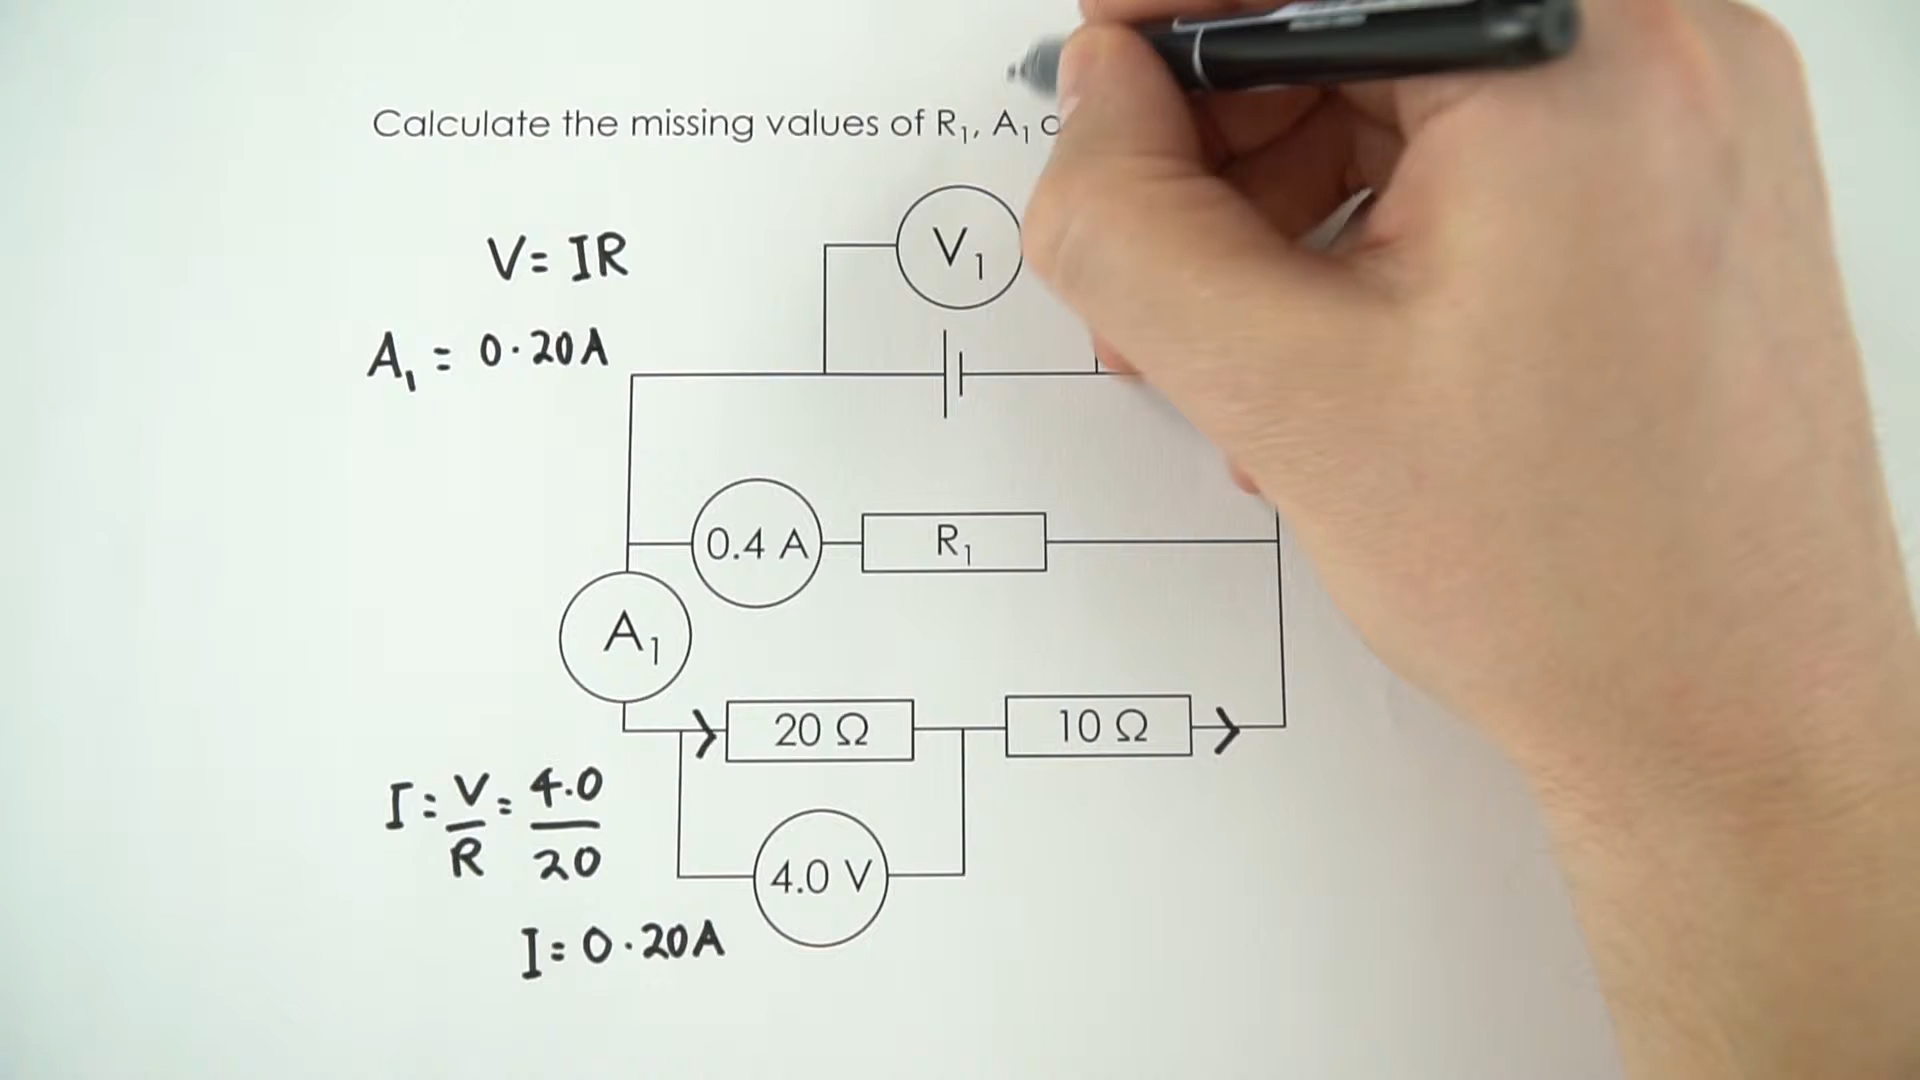 Calculate the missing values of R₁, A₁
V = IR
V₁
A₁ = 0.20A
0.4 A
R₁
A₁
20 Ω
10 Ω
I = V/R = 4.0/20
4.0 V
I = 0.20A